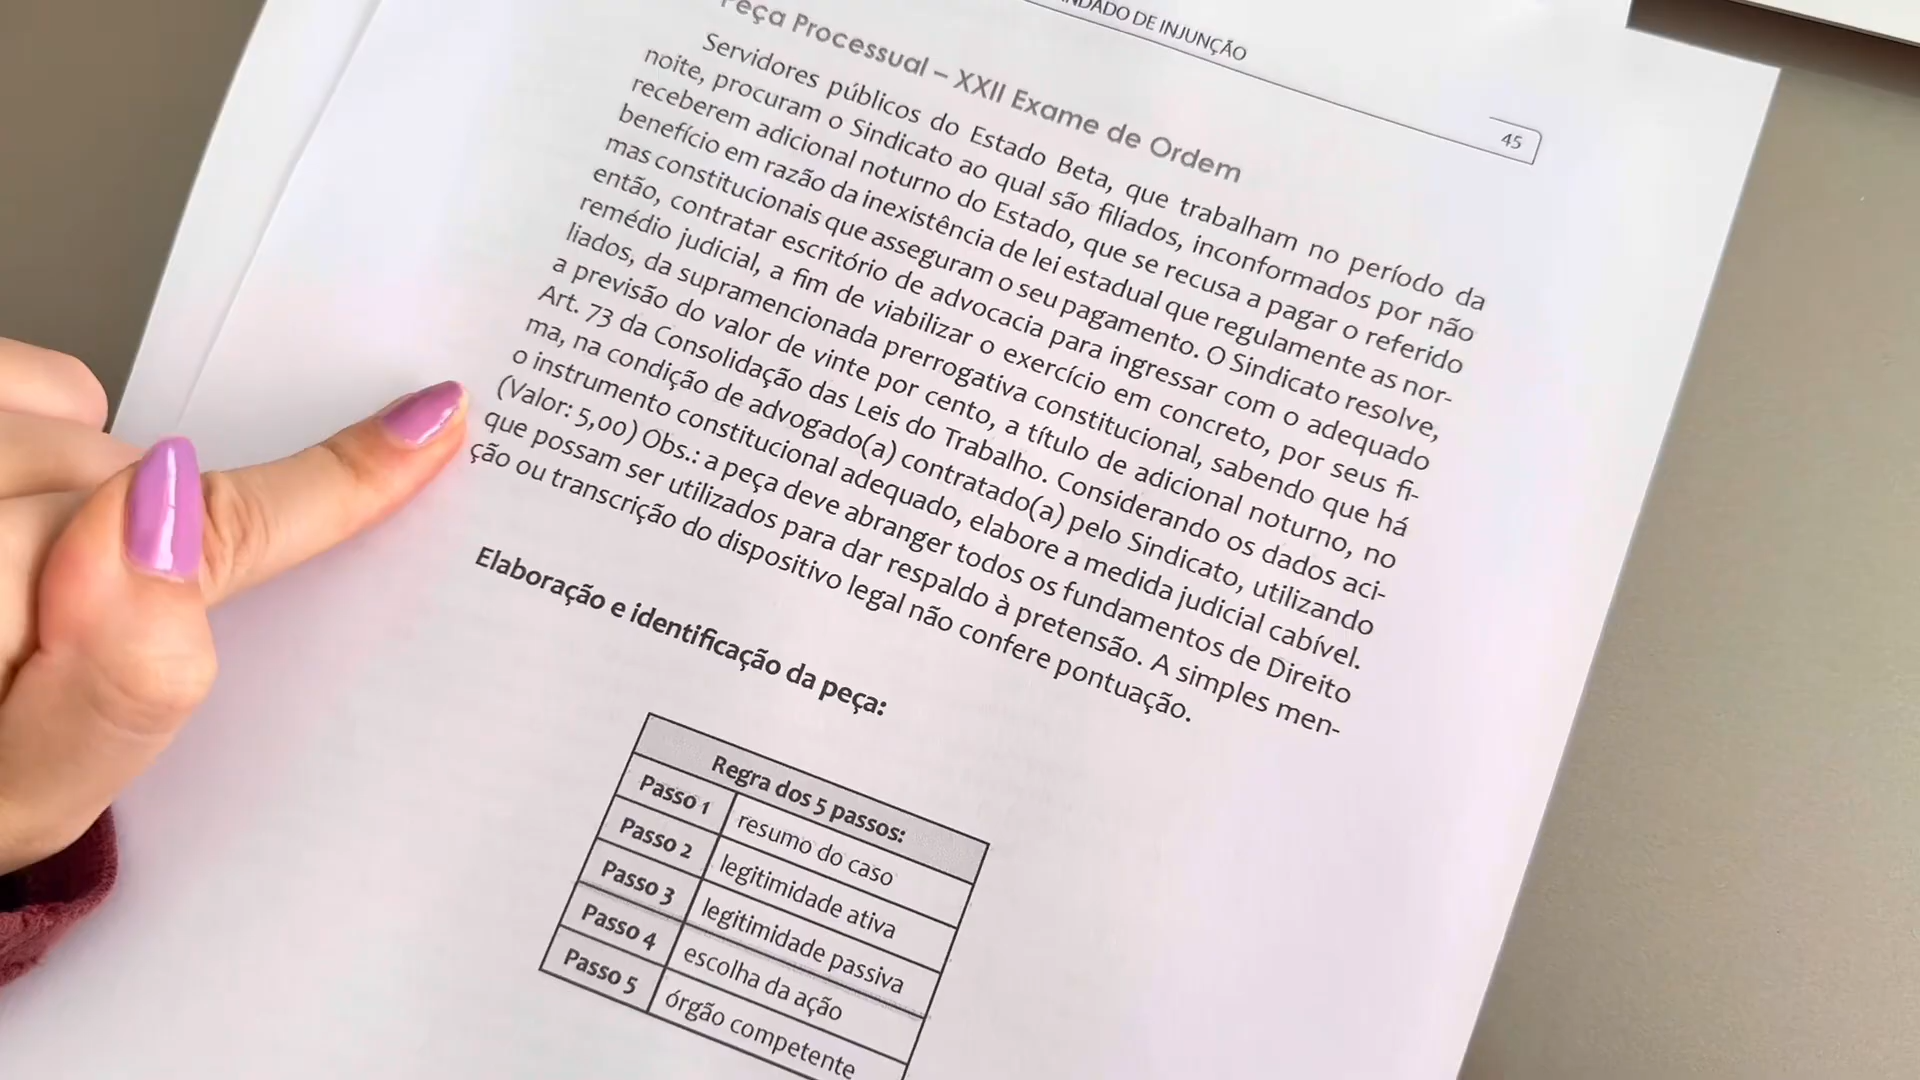 DE INJUNÇÃO
45
Peça Processual – XXII Exame de Ordem
Servidores públicos do Estado Beta, que trabalham no período da
noite, procuram o Sindicato ao qual são filiados, inconformados por não
receberem adicional noturno do Estado, que se recusa a pagar o referido
benefício em razão da inexistência de lei estadual que regulamente as nor-
mas constitucionais que asseguram o seu pagamento. O Sindicato resolve,
então, contratar escritório de advocacia para ingressar com o adequado
remédio judicial, a fim de viabilizar o exercício em concreto, por seus fi-
liados, da supramencionada prerrogativa constitucional, sabendo que há
a previsão do valor de vinte por cento, a título de adicional noturno, no
Art. 73 da Consolidação das Leis do Trabalho. Considerando os dados aci-
ma, na condição de advogado(a) contratado(a) pelo Sindicato, utilizando
o instrumento constitucional adequado, elabore a medida judicial cabível.
(Valor: 5,00) Obs.: a peça deve abranger todos os fundamentos de Direito
que possam ser utilizados para dar respaldo à pretensão. A simples men-
ção ou transcrição do dispositivo legal não confere pontuação.
Elaboração e identificação da peça:
Regra dos 5 passos:
Passo 1 resumo do caso
Passo 2 legitimidade ativa
Passo 3 legitimidade passiva
Passo 4 escolha da ação
Passo 5 órgão competente